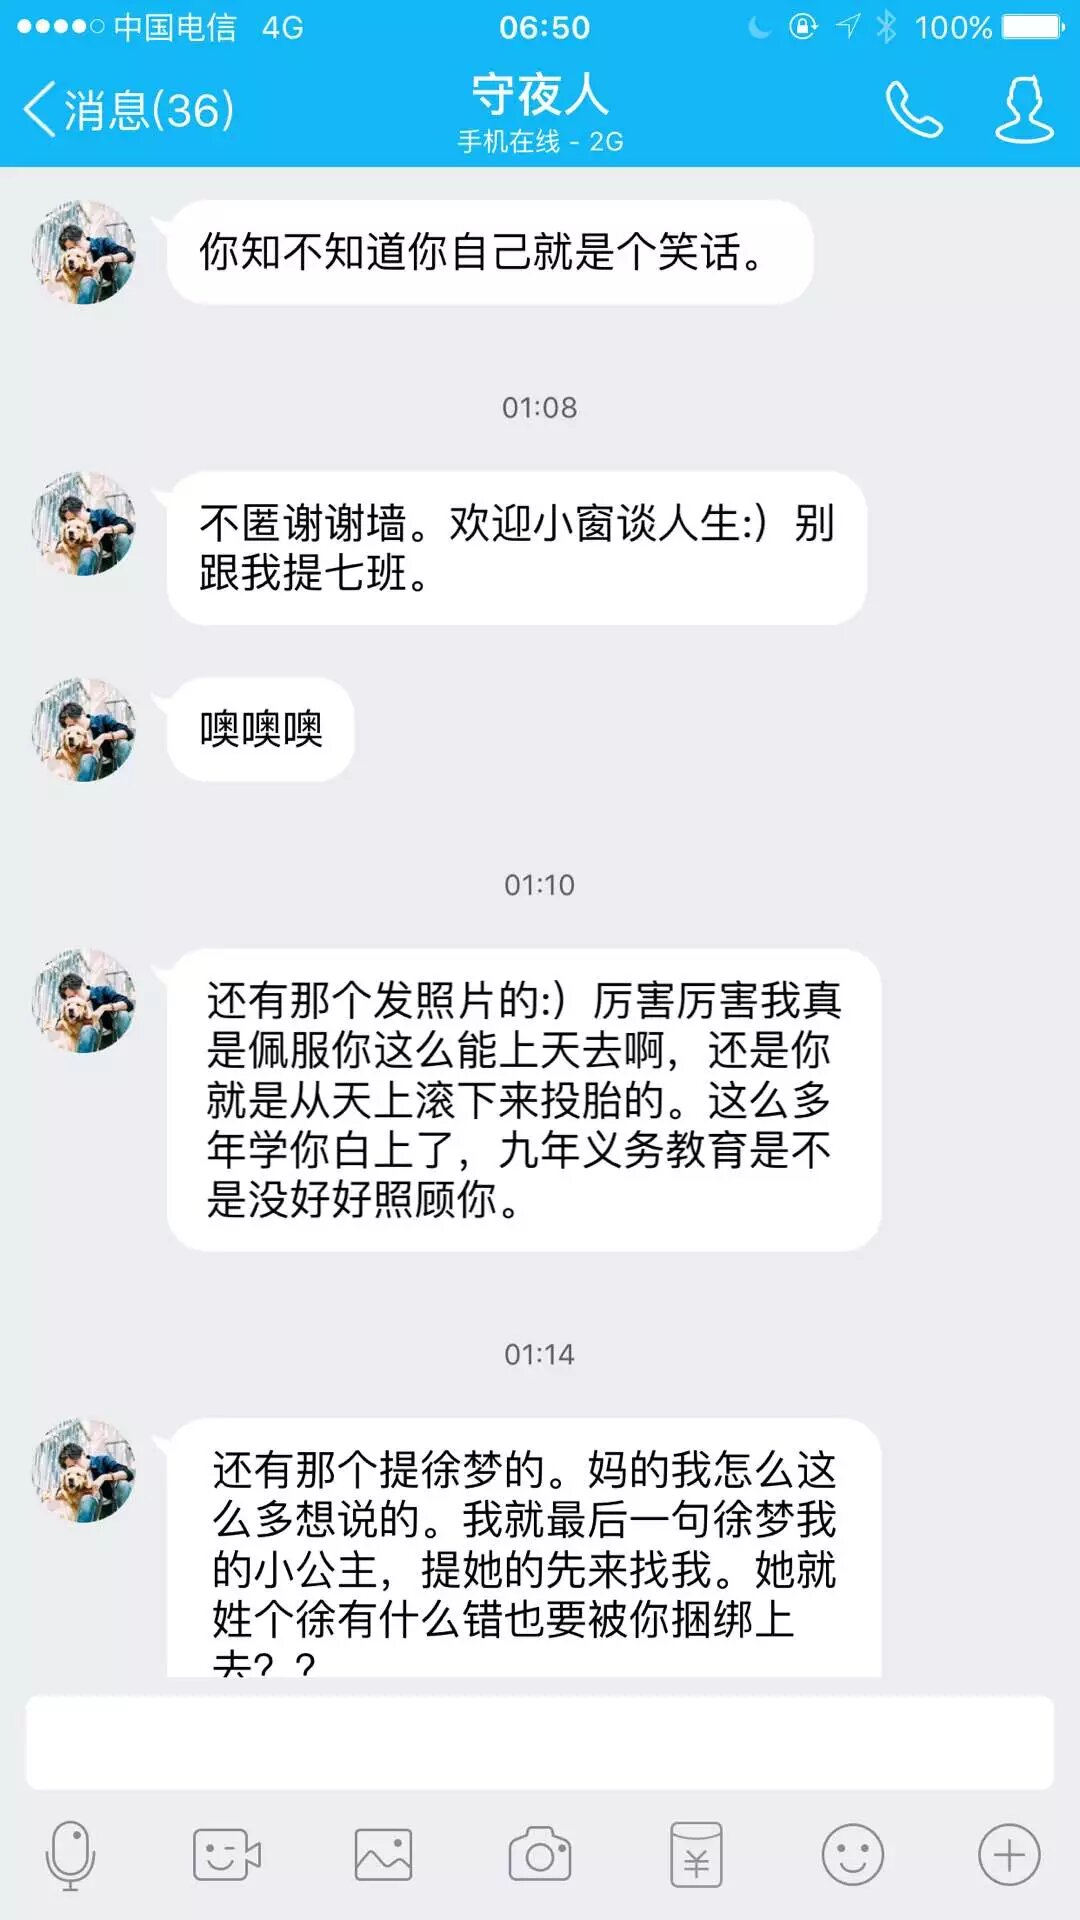 中国电信 4G 06:50 100%
消息(36) 守夜人
手机在线 - 2G
你知不知道你自己就是个笑话。
01:08
不匿谢谢墙。欢迎小窗谈人生:）别
跟我提七班。
噢噢噢
01:10
还有那个发照片的:）厉害厉害我真
是佩服你这么能上天去啊，还是你
就是从天上滚下来投胎的。这么多
年学你白上了，九年义务教育是不
是没好好照顾你。
01:14
还有那个提徐梦的。妈的我怎么这
么多想说的。我就最后一句徐梦我
的小公主，提她的先来找我。她就
姓个徐有什么错也要被你捆绑上
去？？